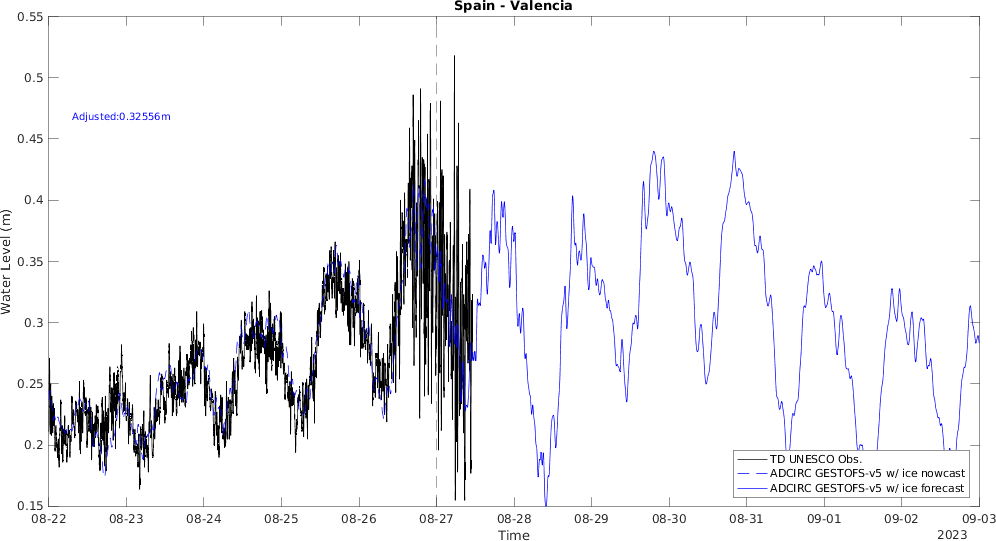 Spain - Valencia
0.55
0.5
0.45
0.4
0.35
0.3
0.25
0.2
0.15
Water Level (m)
Adjusted:0.32556m
TD UNESCO Obs.
ADCIRC GESTOFS-v5 w/ ice nowcast
ADCIRC GESTOFS-v5 w/ ice forecast
08-22 08-23 08-24 08-25 08-26 08-27 08-28 08-29 08-30 08-31 09-01 09-02 09-03
Time
2023